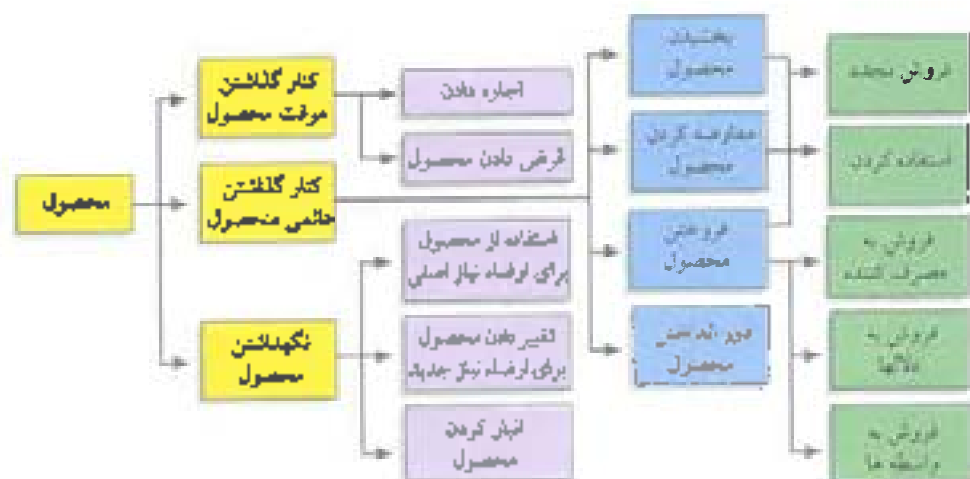 محصول
کنار گذاشتن
موقت محصول
کنار گذاشتن
دائمی محصول
نگهداشتن
محصول
اجاره دادن
قرض دادن محصول
استفاده از محصول
برای ارضاء نیاز اصلی
تغییر دادن محصول
برای ارضاء نیاز جدید
انبار کردن
محصول
بخشیدن
محصول
معاوضه کردن
محصول
فروختن
محصول
دور انداختن
محصول
فروش مجدد
استفاده کردن
فروش به
مصرف کننده
فروش به
دلالها
فروش به
واسطه ها